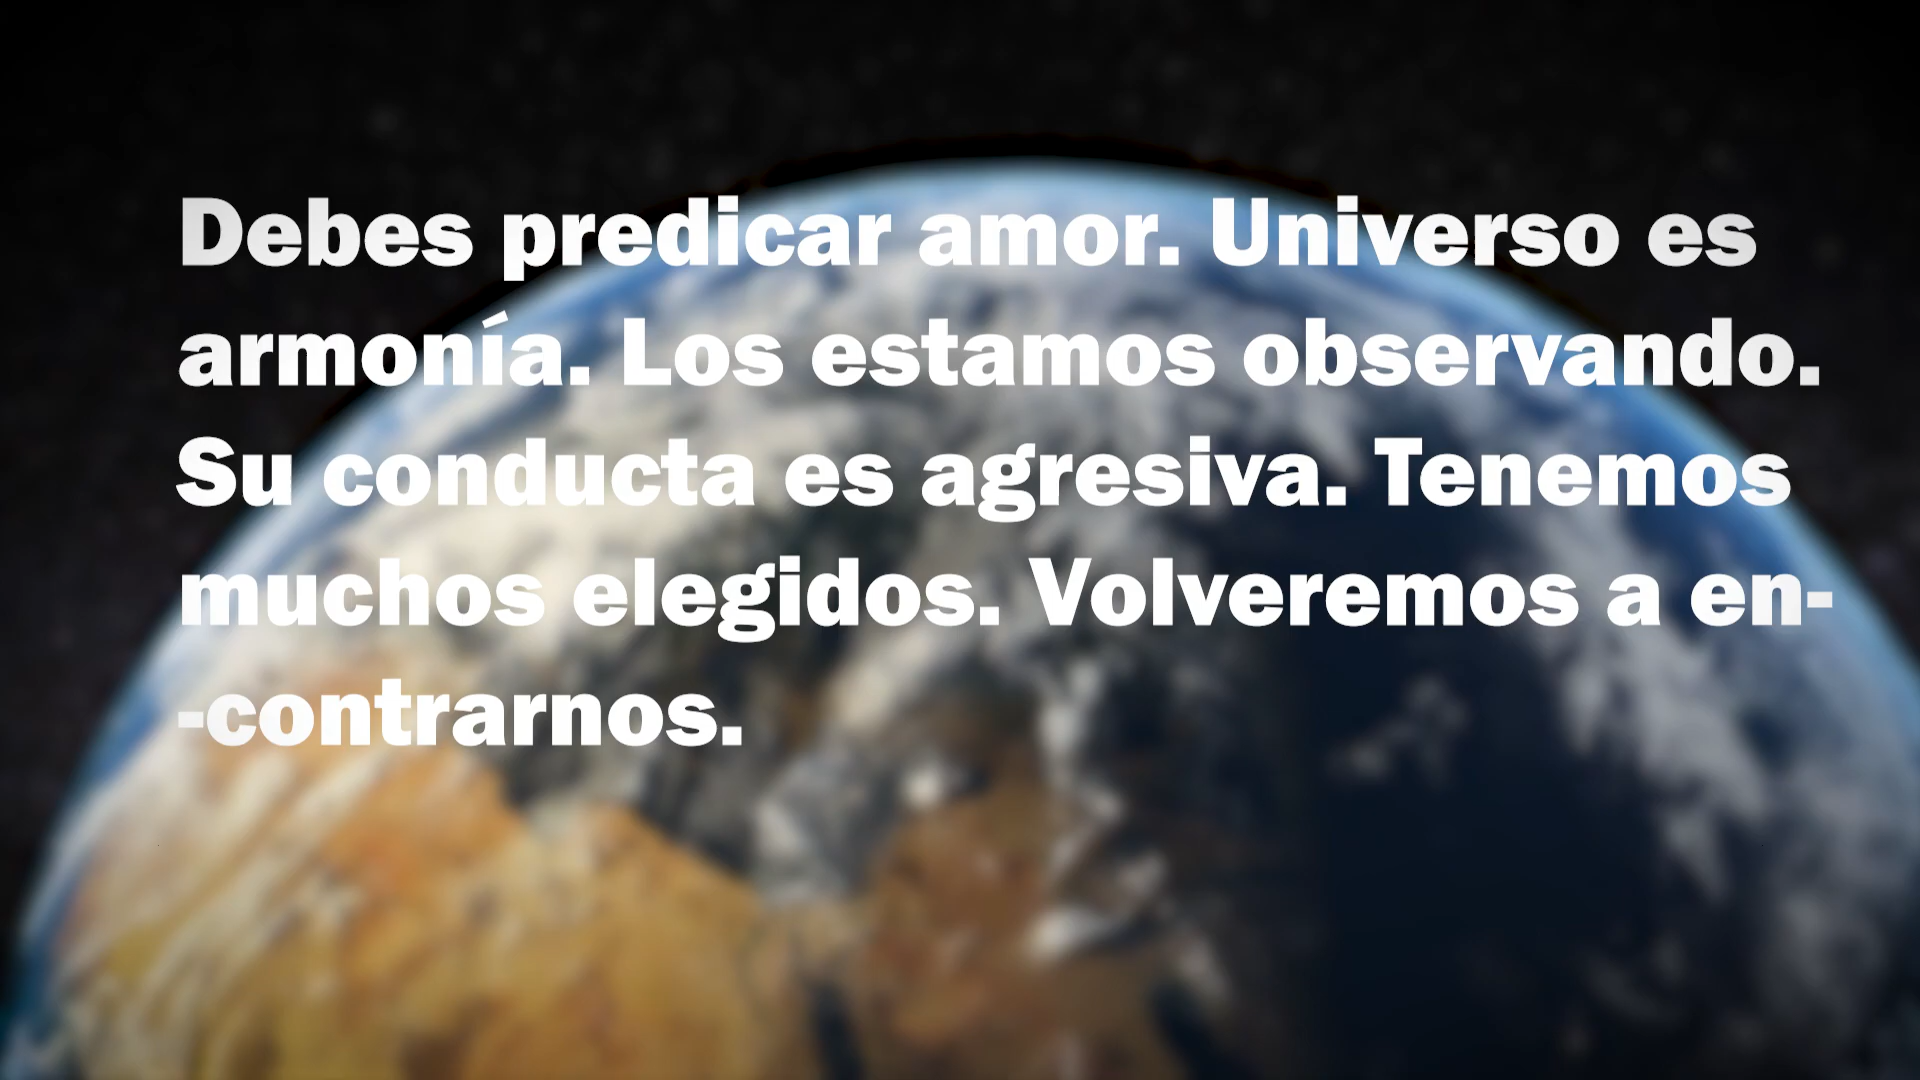 Debes predicar amor. Universo es
armonía. Los estamos observando.
Su conducta es agresiva. Tenemos
muchos elegidos. Volveremos a en-
-contrarnos.